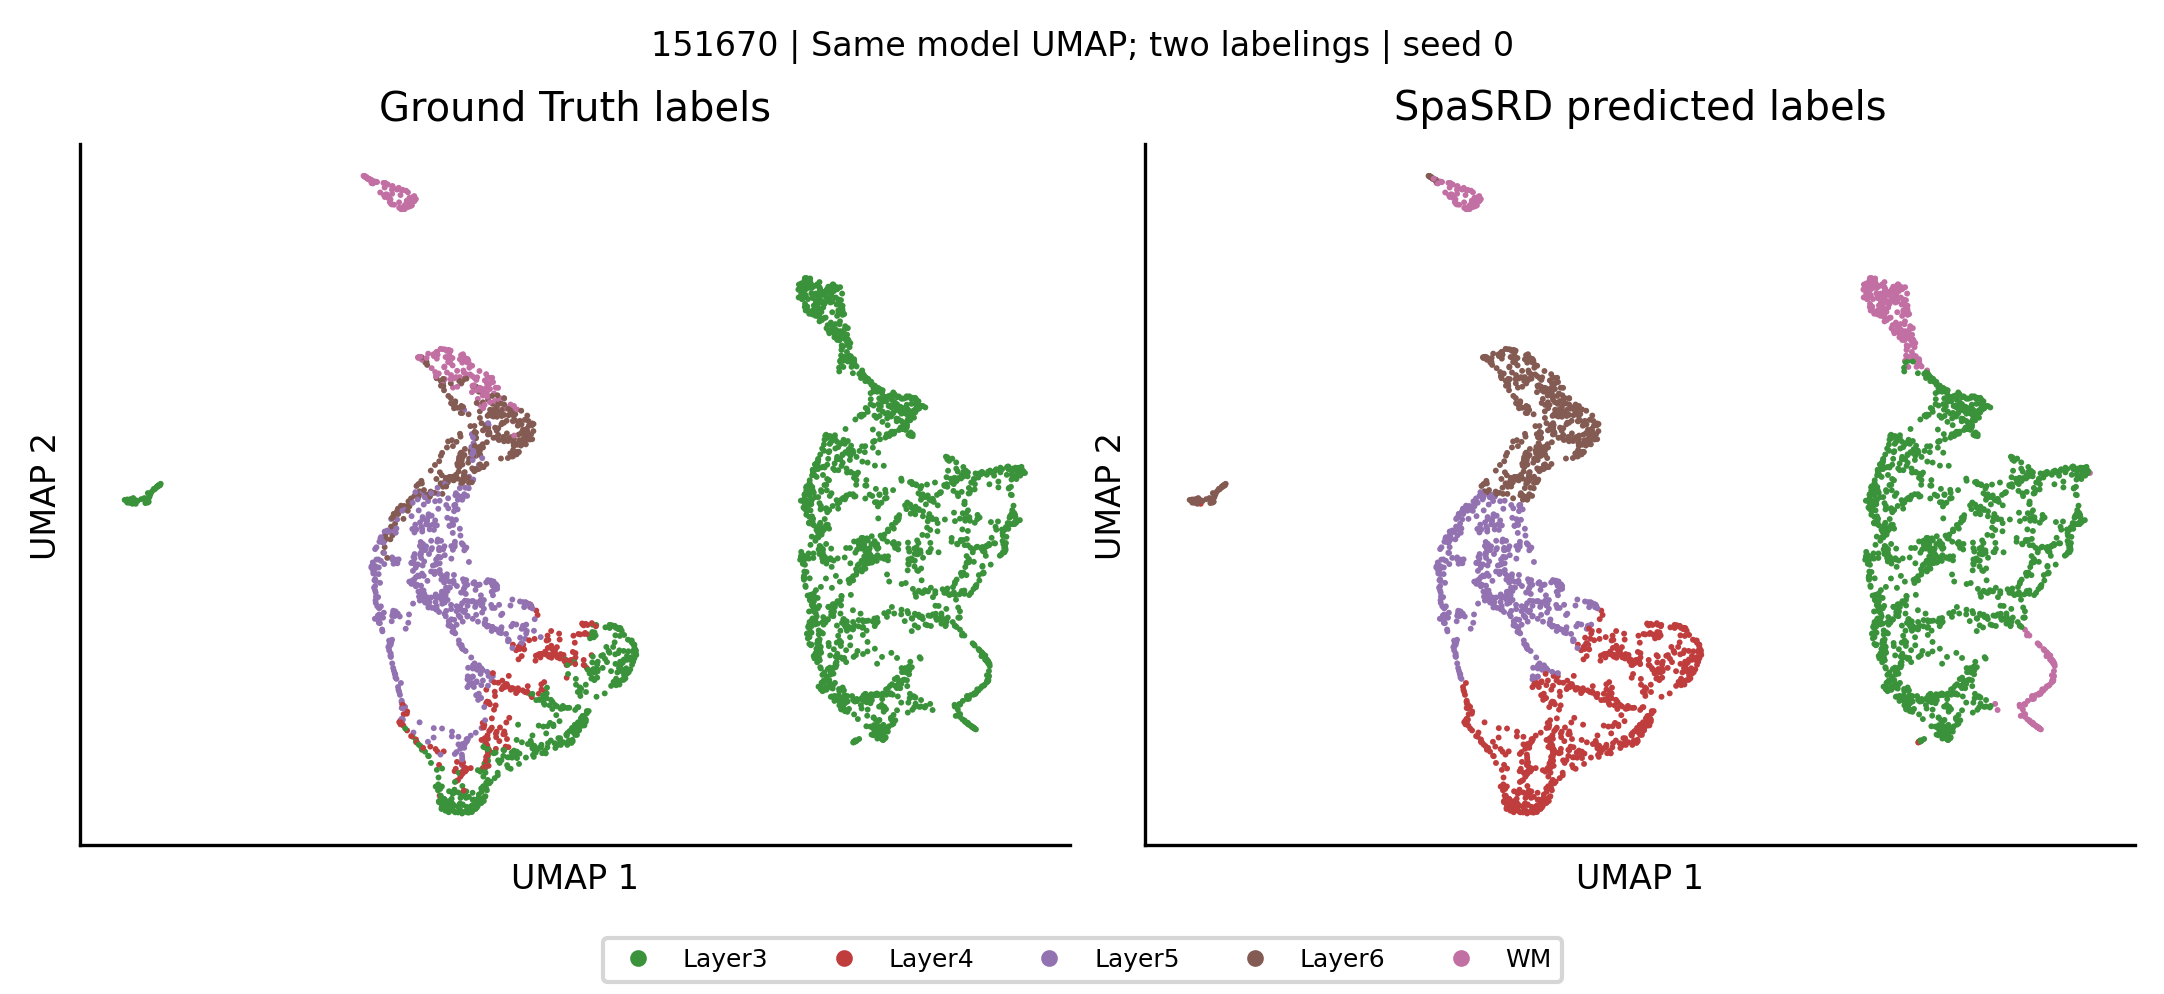 151670 | Same model UMAP; two labelings | seed 0
Ground Truth labels
SpaSRD predicted labels
UMAP 2
UMAP 2
UMAP 1
UMAP 1
Layer3 Layer4 Layer5 Layer6 WM